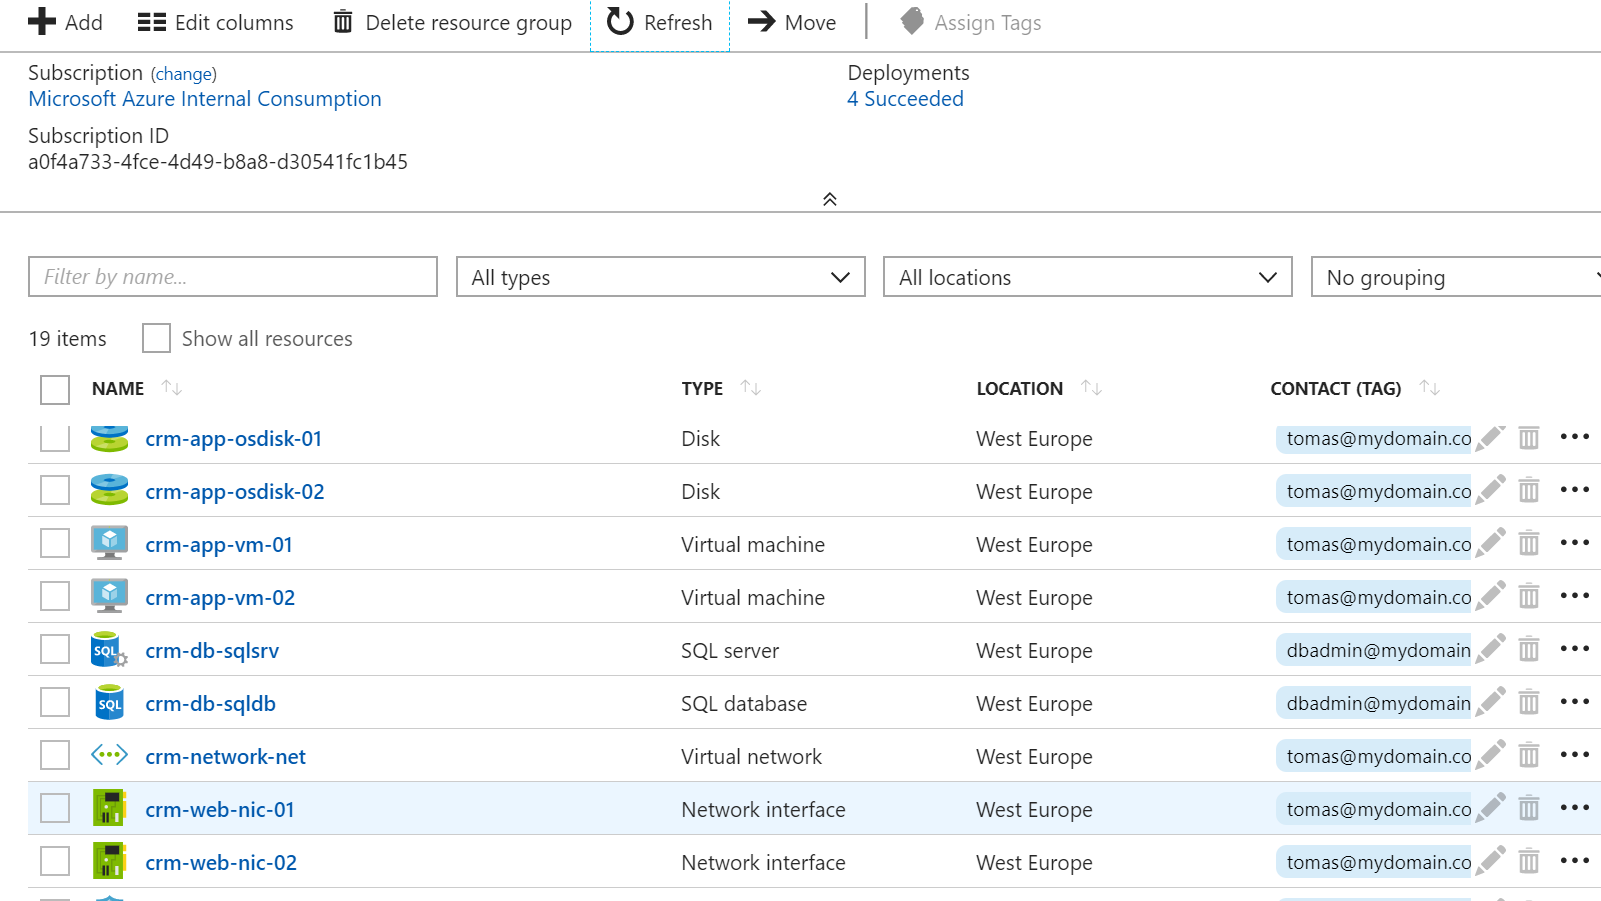 Add Edit columns Delete resource group Refresh Move Assign Tags
Subscription (change) Deployments
Microsoft Azure Internal Consumption 4 Succeeded
Subscription ID
a0f4a733-4fce-4d49-b8a8-d30541fc1b45
Filter by name... All types All locations No grouping
19 items Show all resources
NAME TYPE LOCATION CONTACT (TAG)
crm-app-osdisk-01 Disk West Europe tomas@mydomain.co
crm-app-osdisk-02 Disk West Europe tomas@mydomain.co
crm-app-vm-01 Virtual machine West Europe tomas@mydomain.co
crm-app-vm-02 Virtual machine West Europe tomas@mydomain.co
SQL crm-db-sqlsrv SQL server West Europe dbadmin@mydomain
SQL crm-db-sqldb SQL database West Europe dbadmin@mydomain
crm-network-net Virtual network West Europe tomas@mydomain.co
crm-web-nic-01 Network interface West Europe tomas@mydomain.co
crm-web-nic-02 Network interface West Europe tomas@mydomain.co